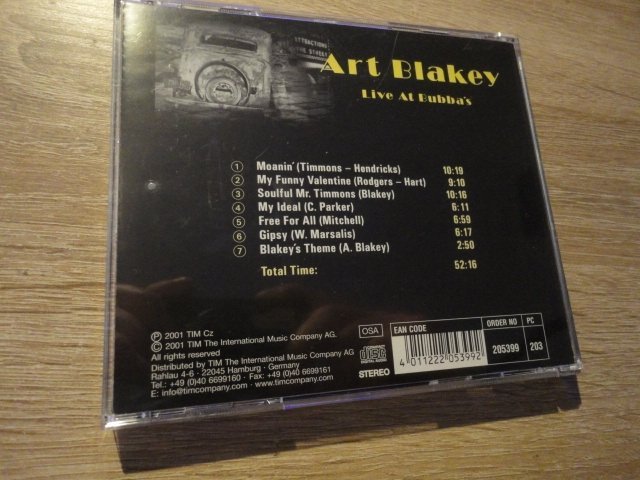 ATTRACTIONS
Art Blakey
Live At Bubba's
1 Moanin' (Timmons – Hendricks) 10:19
2 My Funny Valentine (Rodgers – Hart) 9:10
3 Soulful Mr. Timmons (Blakey) 10:16
4 My Ideal (C. Parker) 6:11
5 Free For All (Mitchell) 6:59
6 Gipsy (W. Marsalis) 6:17
7 Blakey's Theme (A. Blakey) 2:50
Total Time: 52:16
℗ 2001 TIM Cz
© 2001 TIM The International Music Company AG.
All rights reserved
Distributed by TIM The International Music Company AG
Rahlau 4-6 · 22045 Hamburg · Germany
Tel.: +49 (0)40 6699160 · Fax: +49 (0)40 6699161
E: info@timcompany.com · www.timcompany.com
OSA
COMPACT
disc
DIGITAL AUDIO
STEREO
EAN CODE
4 011222 053992
ORDER NO
205399
PC
203